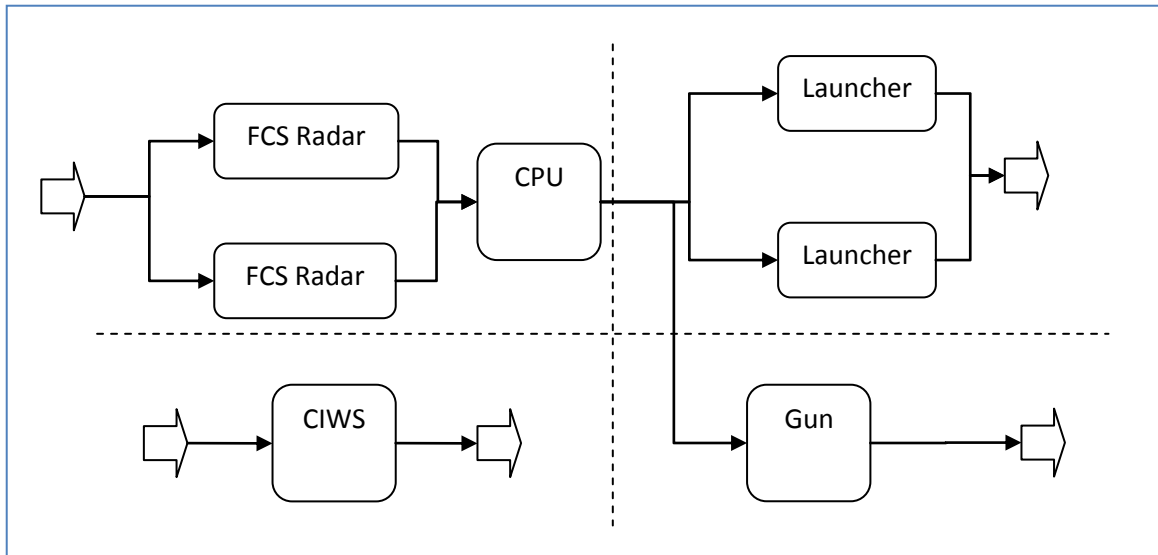 FCS Radar
FCS Radar
CPU
Launcher
Launcher
CIWS
Gun